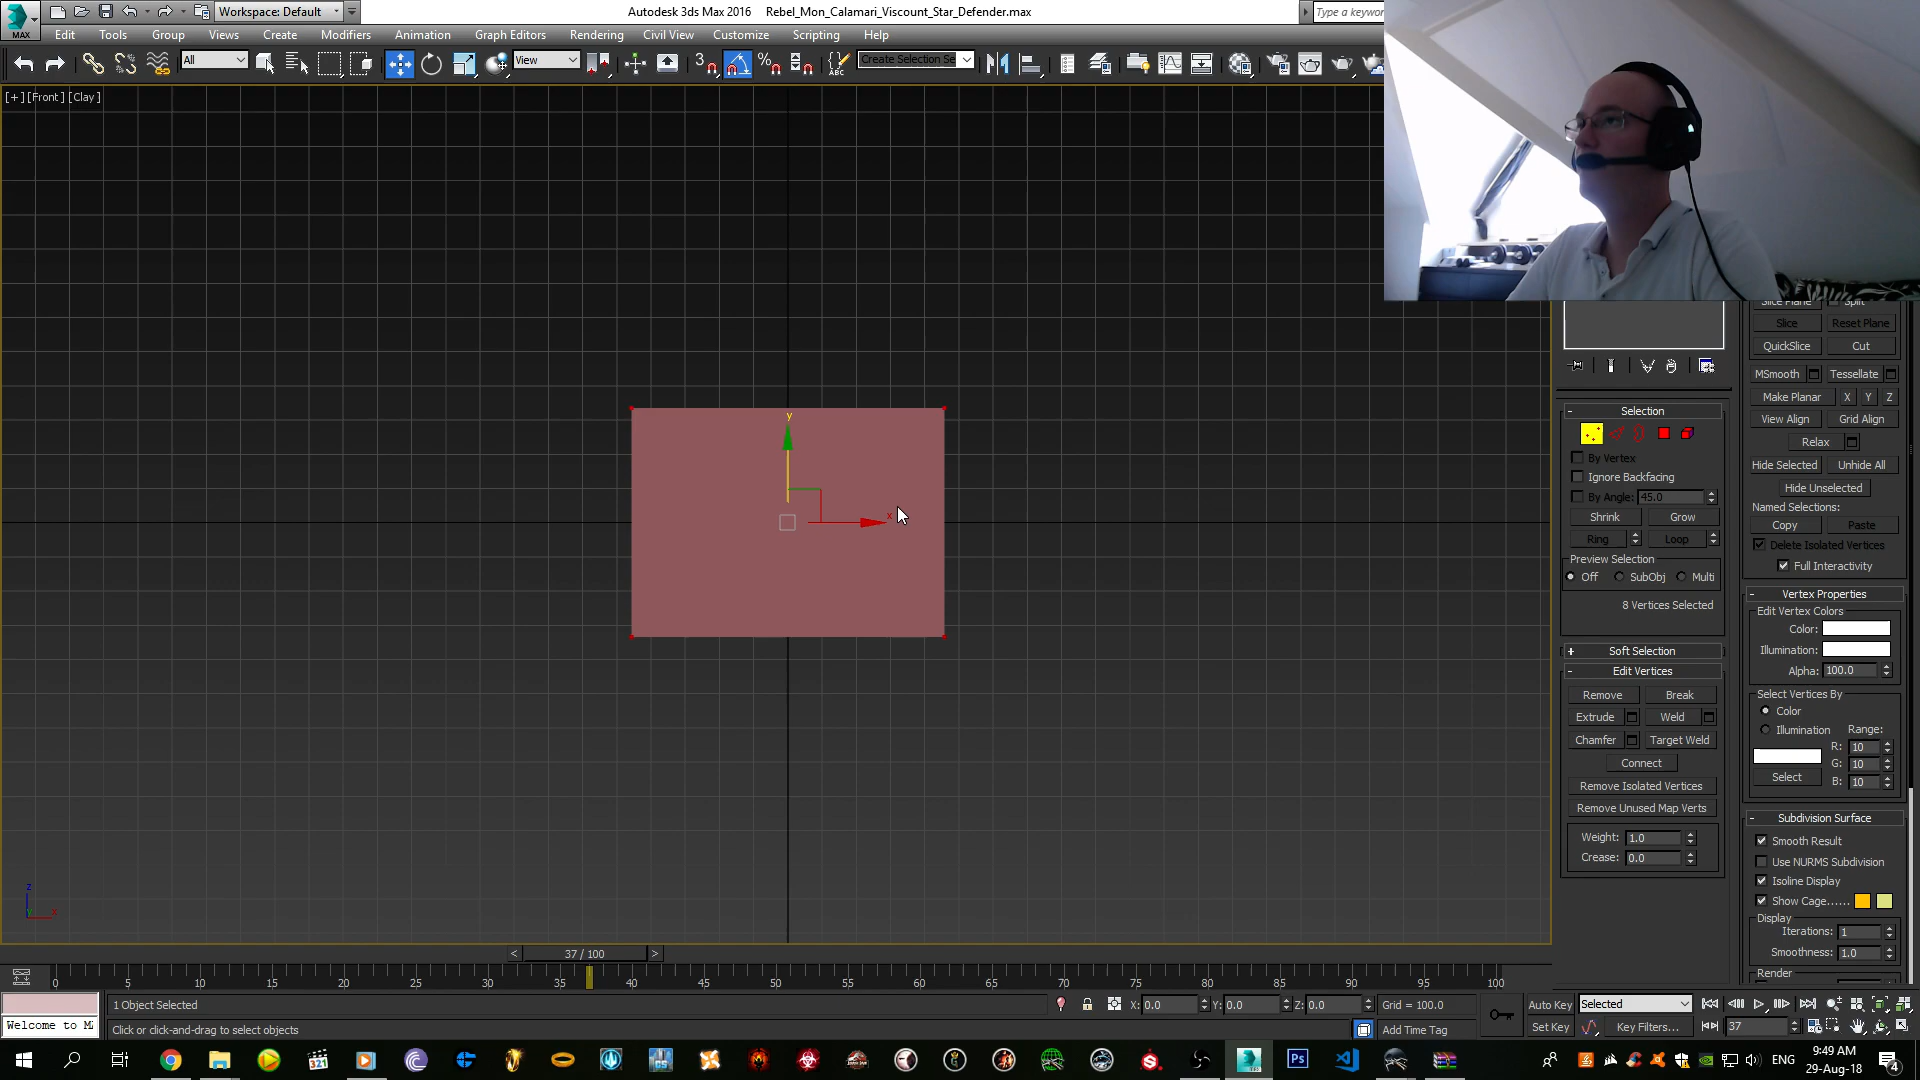 Workspace: Default
Autodesk 3ds Max 2016 Rebel_Mon_Calamari_Viscount_Star_Defender.max
Type a keywor
MAX
Edit Tools Group Views Create Modifiers Animation Graph Editors Rendering Civil View Customize Scripting Help
All
View
3
Create Selection Se
[+] [Front] [Clay]
y
x
z
x
Slice Plane Split
Slice Reset Plane
QuickSlice Cut
MSmooth Tessellate
Make Planar X Y Z
View Align Grid Align
Relax
Hide Selected Unhide All
Hide Unselected
Named Selections:
Copy Paste
Delete Isolated Vertices
Full Interactivity
- Vertex Properties
Edit Vertex Colors
Color:
Illumination:
Alpha: 100.0
Select Vertices By
Color
Illumination Range:
R: 10
G: 10
Select B: 10
- Subdivision Surface
Smooth Result
Use NURMS Subdivision
Isoline Display
Show Cage......
Display
Iterations: 1
Smoothness: 1.0
Render
- Selection
By Vertex
Ignore Backfacing
By Angle: 45.0
Shrink Grow
Ring Loop
Preview Selection
Off SubObj Multi
8 Vertices Selected
+ Soft Selection
- Edit Vertices
Remove Break
Extrude Weld
Chamfer Target Weld
Connect
Remove Isolated Vertices
Remove Unused Map Verts
Weight: 1.0
Crease: 0.0
< 37 / 100 >
0 5 10 15 20 25 30 35 40 45 50 55 60 65 70 75 80 85 90 95 100
1 Object Selected
X: 0.0 Y: 0.0 Z: 0.0 Grid = 100.0
Auto Key Selected
Welcome to M
Click or click-and-drag to select objects
Add Time Tag
Set Key Key Filters... 37
321
Ps
ENG
9:49 AM
29-Aug-18
4